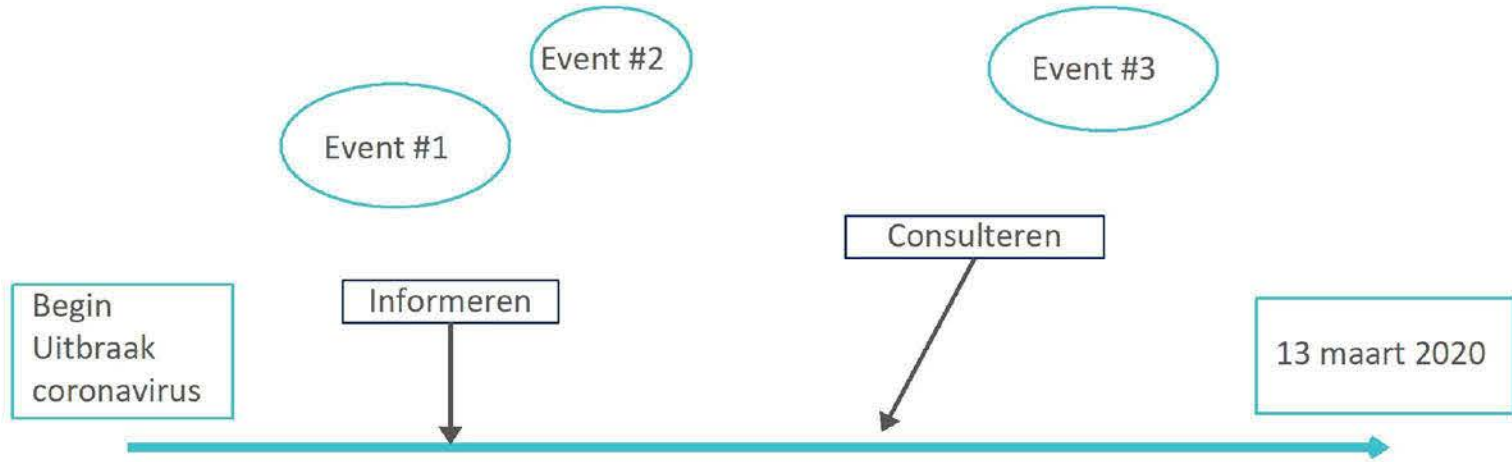 Event #2
Event #3
Event #1
Consulteren
Informeren
Begin
Uitbraak
coronavirus
13 maart 2020